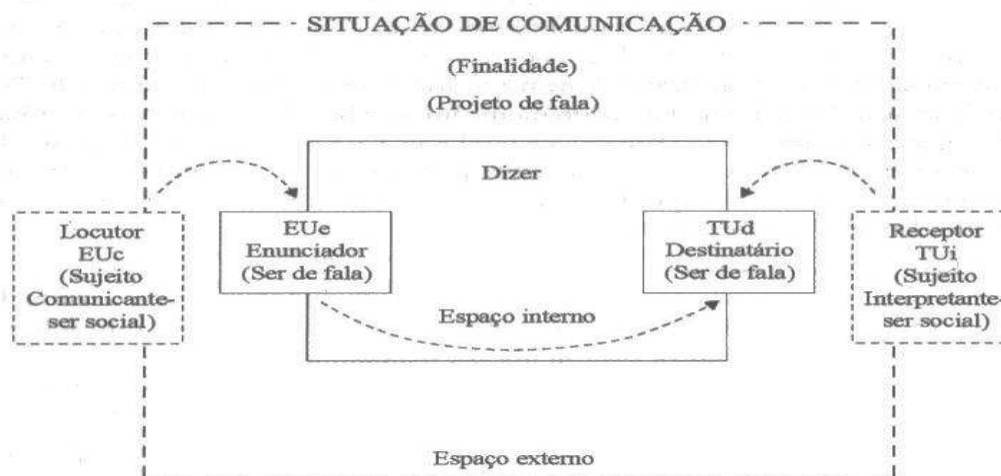 SITUAÇÃO DE COMUNICAÇÃO
(Finalidade)
(Projeto de fala)
Dizer
Locutor
EUc
(Sujeito
Comunicante-
ser social)
EUe
Enunciador
(Ser de fala)
TUd
Destinatário
(Ser de fala)
Receptor
TUi
(Sujeito
Interpretante-
ser social)
Espaço interno
Espaço externo